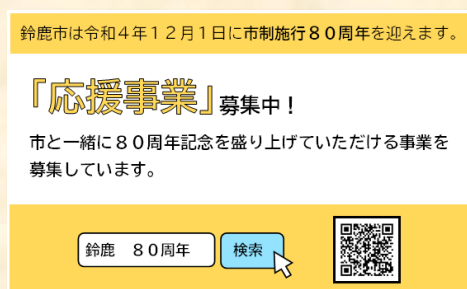 鈴鹿市は令和４年１２月１日に市制施行８０周年を迎えます。
「応援事業」募集中！
市と一緒に８０周年記念を盛り上げていただける事業を
募集しています。
鈴鹿　８０周年　検索